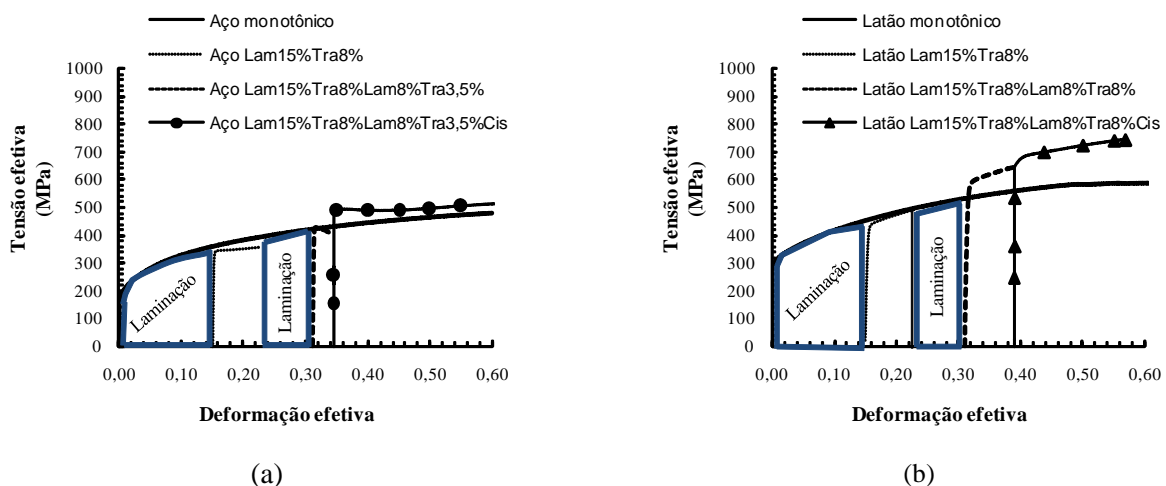 Aço monotônico
Aço Lam15%Tra8%
Aço Lam15%Tra8%Lam8%Tra3,5%
Aço Lam15%Tra8%Lam8%Tra3,5%Cis
Tensão efetiva
(MPa)
1000
900
800
700
600
500
400
300
200
100
0
Laminação
Laminação
0,00 0,10 0,20 0,30 0,40 0,50 0,60
Deformação efetiva
(a)
Latão monotônico
Latão Lam15%Tra8%
Latão Lam15%Tra8%Lam8%Tra8%
Latão Lam15%Tra8%Lam8%Tra8%Cis
Tensão efetiva
(MPa)
1000
900
800
700
600
500
400
300
200
100
0
Laminação
Laminação
0,00 0,10 0,20 0,30 0,40 0,50 0,60
Deformação efetiva
(b)